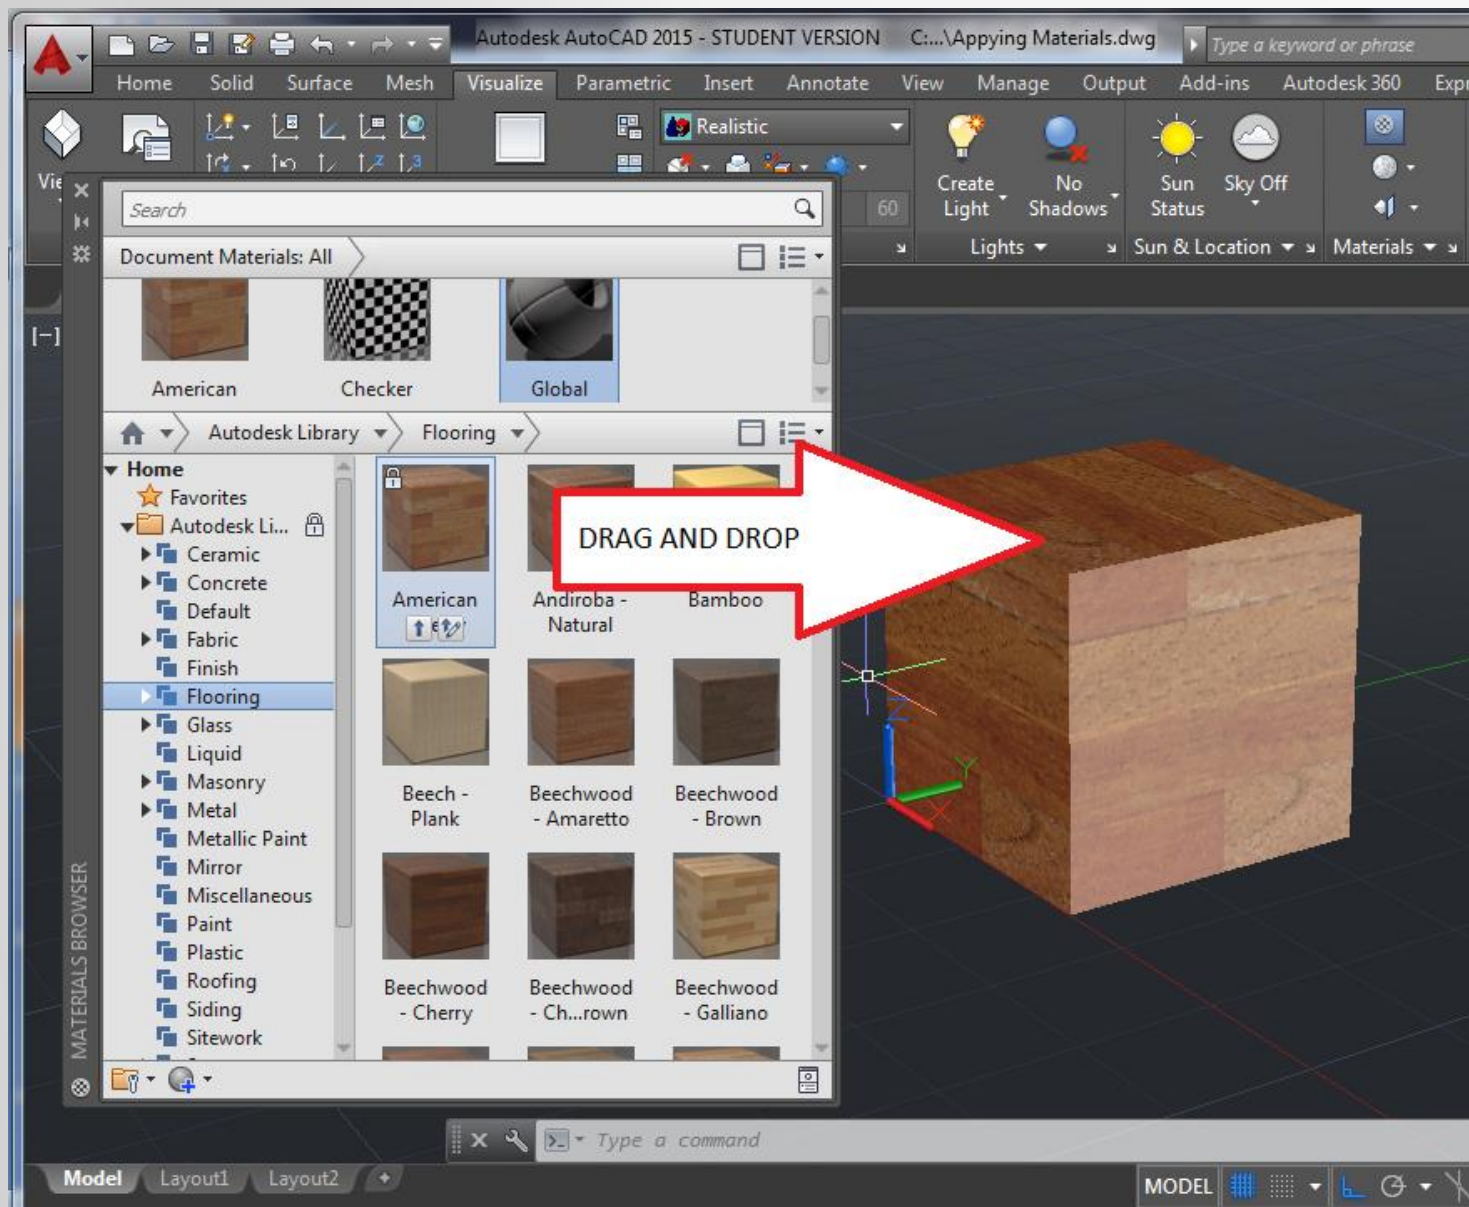 Autodesk AutoCAD 2015 - STUDENT VERSION C:...\Appying Materials.dwg Type a keyword or phrase
Home Solid Surface Mesh Visualize Parametric Insert Annotate View Manage Output Add-ins Autodesk 360
Realistic
Create Light
No Shadows
Sun Status
Sky Off
60
Lights
Sun & Location
Materials
Search
Document Materials: All
American
Checker
Global
Autodesk Library Flooring
Home
Favorites
Autodesk Li...
Ceramic
Concrete
Default
Fabric
Finish
Flooring
Glass
Liquid
Masonry
Metal
Metallic Paint
Mirror
Miscellaneous
Paint
Plastic
Roofing
Siding
Sitework
American
Andiroba -
Natural
Bamboo
Beech -
Plank
Beechwood
- Amaretto
Beechwood
- Brown
Beechwood
- Cherry
Beechwood
- Ch...rown
Beechwood
- Galliano
DRAG AND DROP
Z
Y
X
MATERIALS BROWSER
Type a command
Model Layout1 Layout2
MODEL